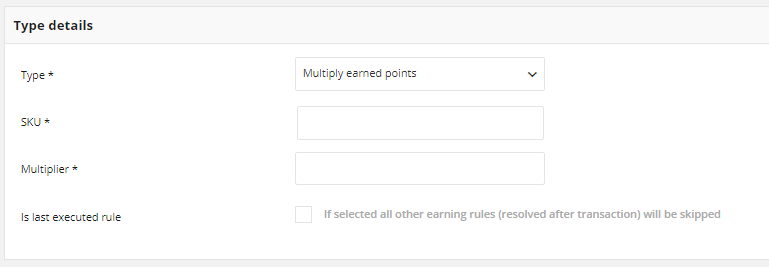 Type details
Type *
Multiply earned points
SKU *
Multiplier *
Is last executed rule
If selected all other earning rules (resolved after transaction) will be skipped